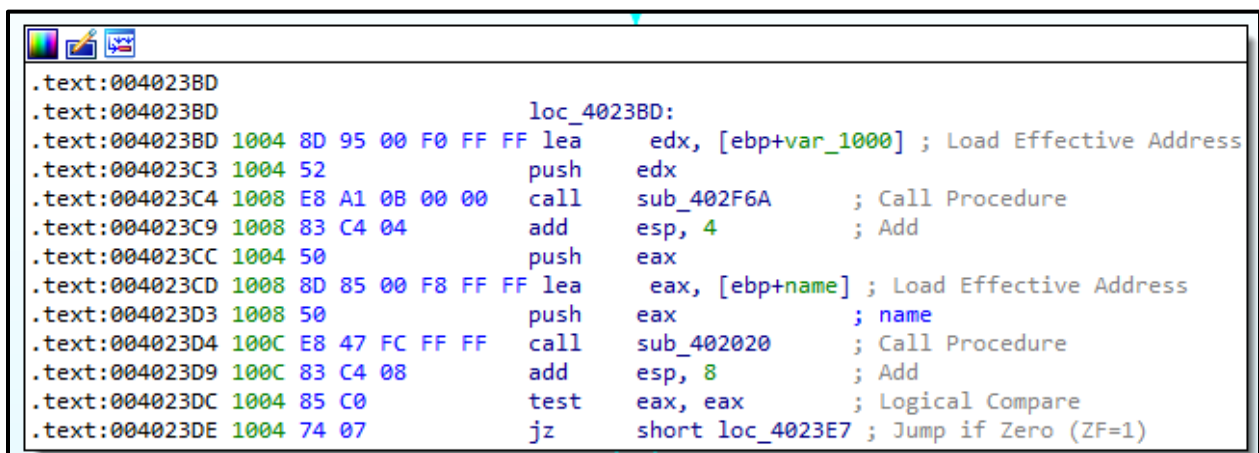 .text:004023BD
.text:004023BD loc_4023BD:
.text:004023BD 1004 8D 95 00 F0 FF FF lea edx, [ebp+var_1000] ; Load Effective Address
.text:004023C3 1004 52 push edx
.text:004023C4 1008 E8 A1 0B 00 00 call sub_402F6A ; Call Procedure
.text:004023C9 1008 83 C4 04 add esp, 4 ; Add
.text:004023CC 1004 50 push eax
.text:004023CD 1008 8D 85 00 F8 FF FF lea eax, [ebp+name] ; Load Effective Address
.text:004023D3 1008 50 push eax ; name
.text:004023D4 100C E8 47 FC FF FF call sub_402020 ; Call Procedure
.text:004023D9 100C 83 C4 08 add esp, 8 ; Add
.text:004023DC 1004 85 C0 test eax, eax ; Logical Compare
.text:004023DE 1004 74 07 jz short loc_4023E7 ; Jump if Zero (ZF=1)